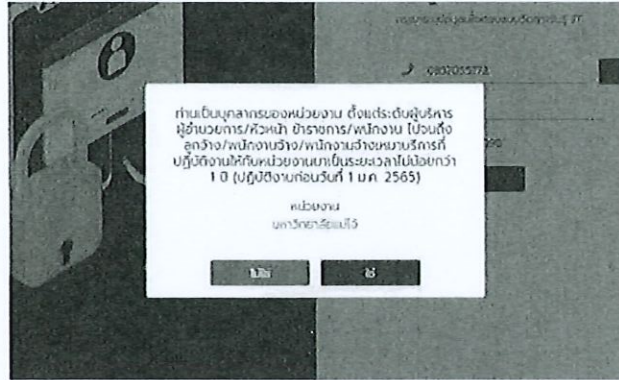 0892055772
ท่านเป็นบุคลากรของหน่วยงาน ตั้งแต่ระดับผู้บริหาร
ผู้อำนวยการ/หัวหน้า ข้าราชการ/พนักงาน ไปจนถึง
ลูกจ้าง/พนักงานจ้าง/พนักงานจ้างเหมาบริการที่
ปฏิบัติงานให้กับหน่วยงานมาเป็นระยะเวลาไม่น้อยกว่า
1 ปี (ปฏิบัติงานก่อนวันที่ 1 ม.ค. 2565)
หน่วยงาน
มหาวิทยาลัยแม่โจ้
ไม่ใช่
ใช่